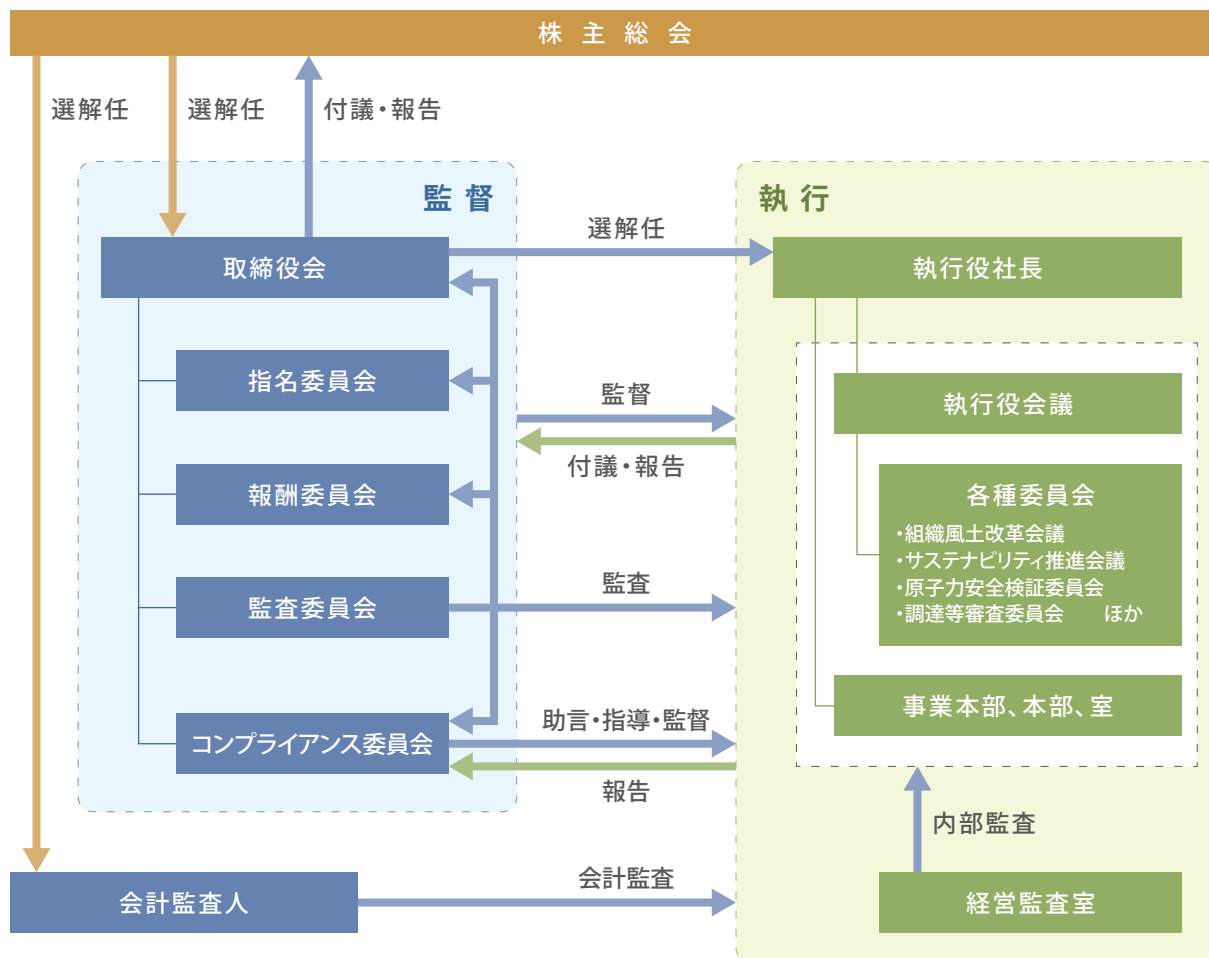 株主総会
選解任
選解任
付議・報告
監督
執行
選解任
取締役会
執行役社長
指名委員会
監督
執行役会議
付議・報告
報酬委員会
各種委員会
・組織風土改革会議
・サステナビリティ推進会議
・原子力安全検証委員会
・調達等審査委員会　ほか
監査
監査委員会
事業本部、本部、室
助言・指導・監督
コンプライアンス委員会
報告
内部監査
会計監査
会計監査人
経営監査室